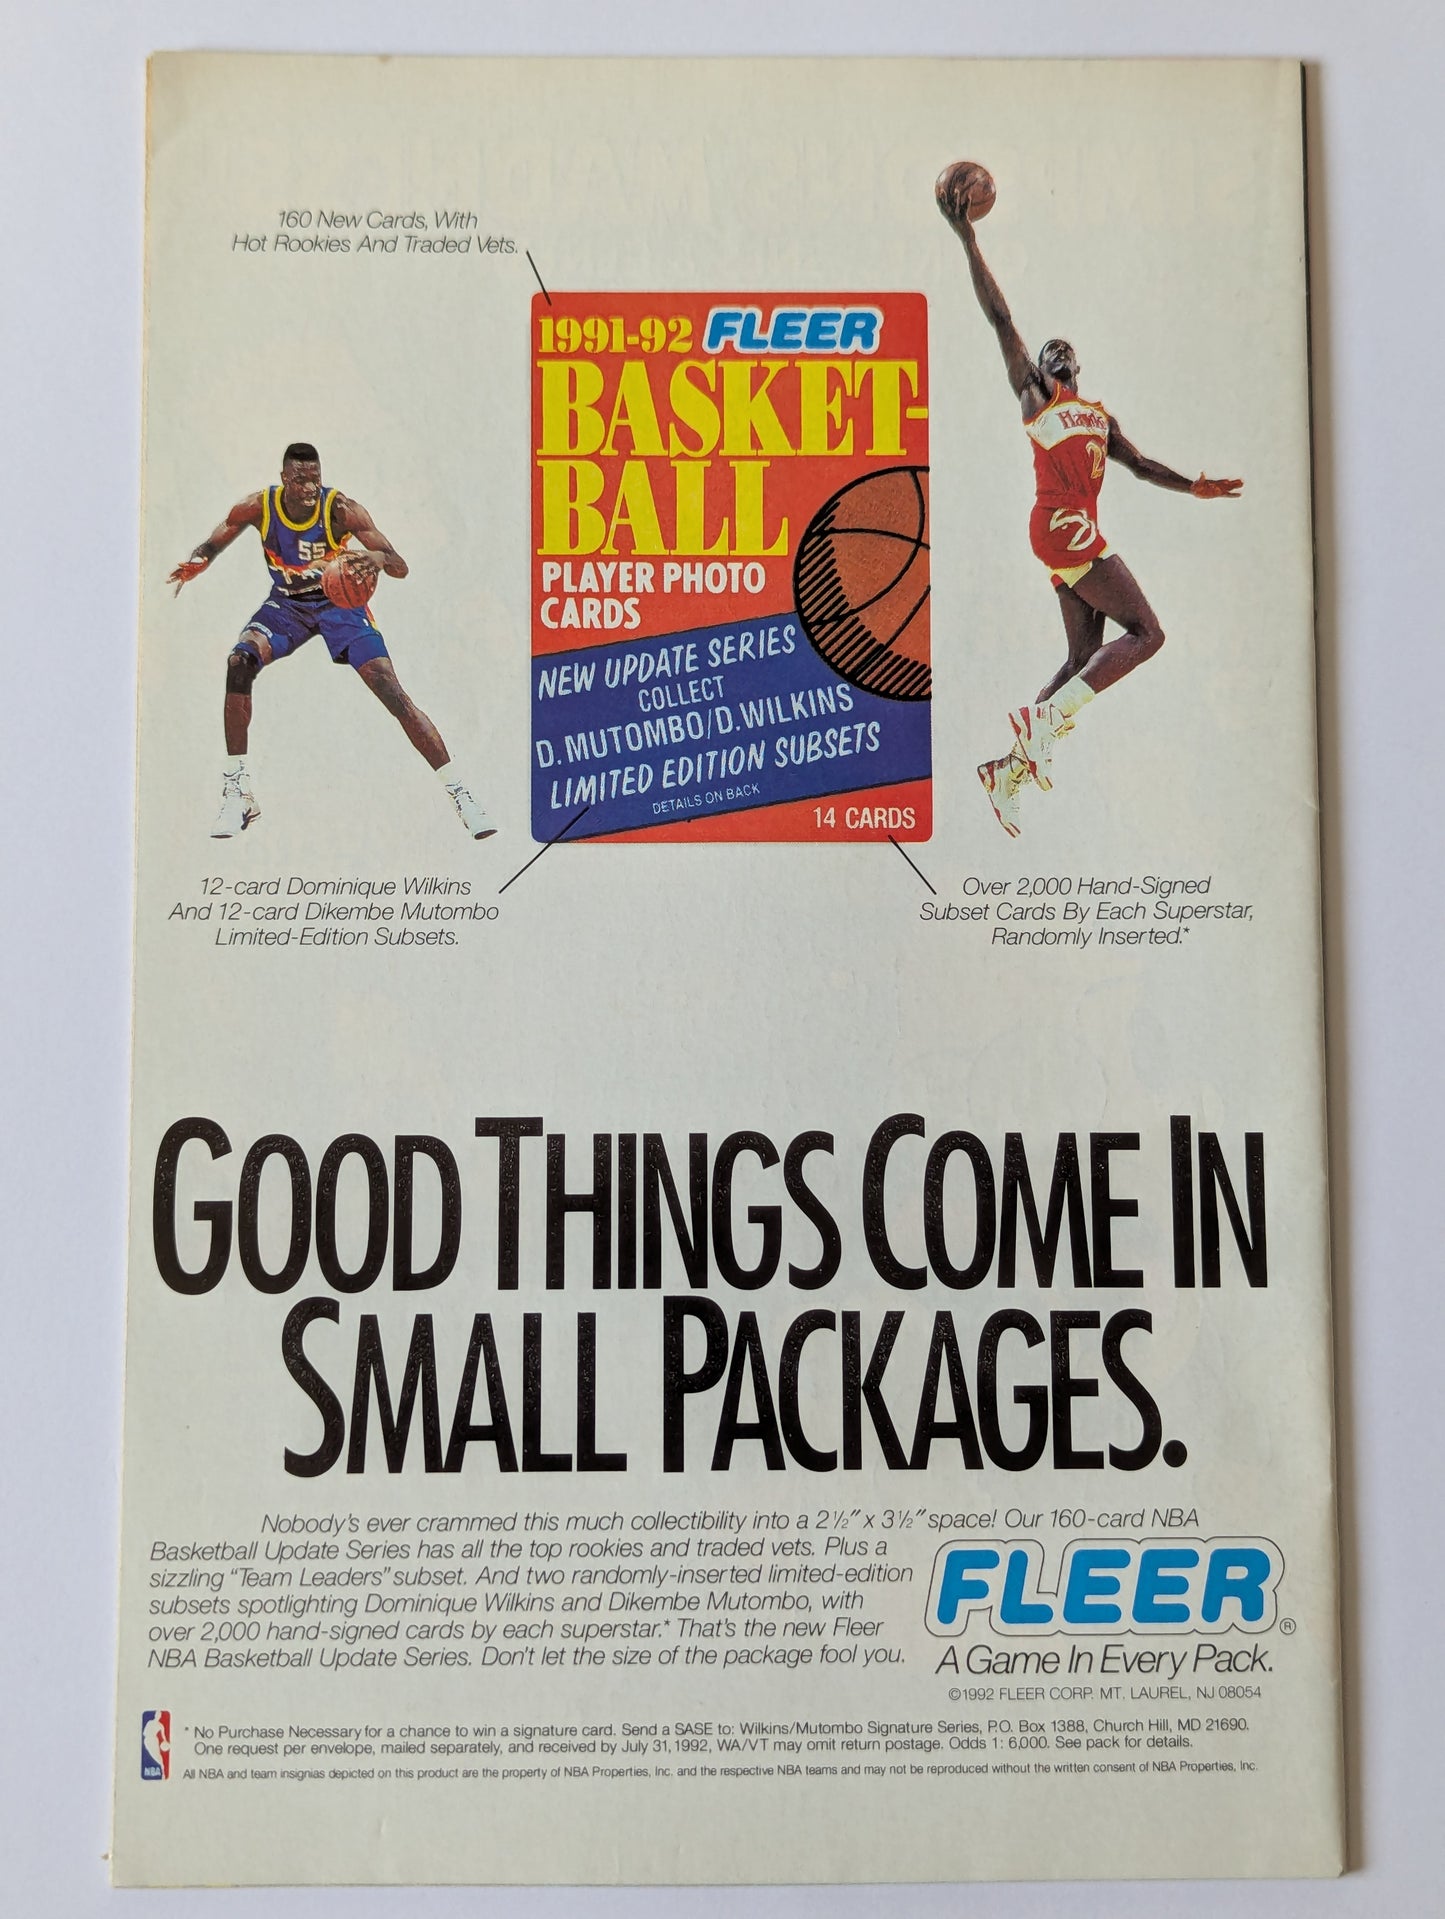 160 New Cards, With
Hot Rookies And Traded Vets.
1991-92 FLEER
BASKET-
BALL
PLAYER PHOTO
CARDS
NEW UPDATE SERIES
COLLECT
D. MUTOMBO/D. WILKINS
LIMITED EDITION SUBSETS
DETAILS ON BACK
14 CARDS
55
Hawks
12-card Dominique Wilkins
And 12-card Dikembe Mutombo
Limited-Edition Subsets.
Over 2,000 Hand-Signed
Subset Cards By Each Superstar,
Randomly Inserted.*
GOOD THINGS COME IN
SMALL PACKAGES.
Nobody's ever crammed this much collectibility into a 2½" x 3½" space! Our 160-card NBA
Basketball Update Series has all the top rookies and traded vets. Plus a
sizzling "Team Leaders" subset. And two randomly-inserted limited-edition
subsets spotlighting Dominique Wilkins and Dikembe Mutombo, with
over 2,000 hand-signed cards by each superstar.* That's the new Fleer
NBA Basketball Update Series. Don't let the size of the package fool you.
FLEER®
A Game In Every Pack.
©1992 FLEER CORP. MT. LAUREL, NJ 08054
* No Purchase Necessary for a chance to win a signature card. Send a SASE to: Wilkins/Mutombo Signature Series, P.O. Box 1388, Church Hill, MD 21690.
One request per envelope, mailed separately, and received by July 31, 1992, WA/VT may omit return postage. Odds 1: 6,000. See pack for details.
NBA
All NBA and team insignias depicted on this product are the property of NBA Properties, Inc. and the respective NBA teams and may not be reproduced without the written consent of NBA Properties, Inc.